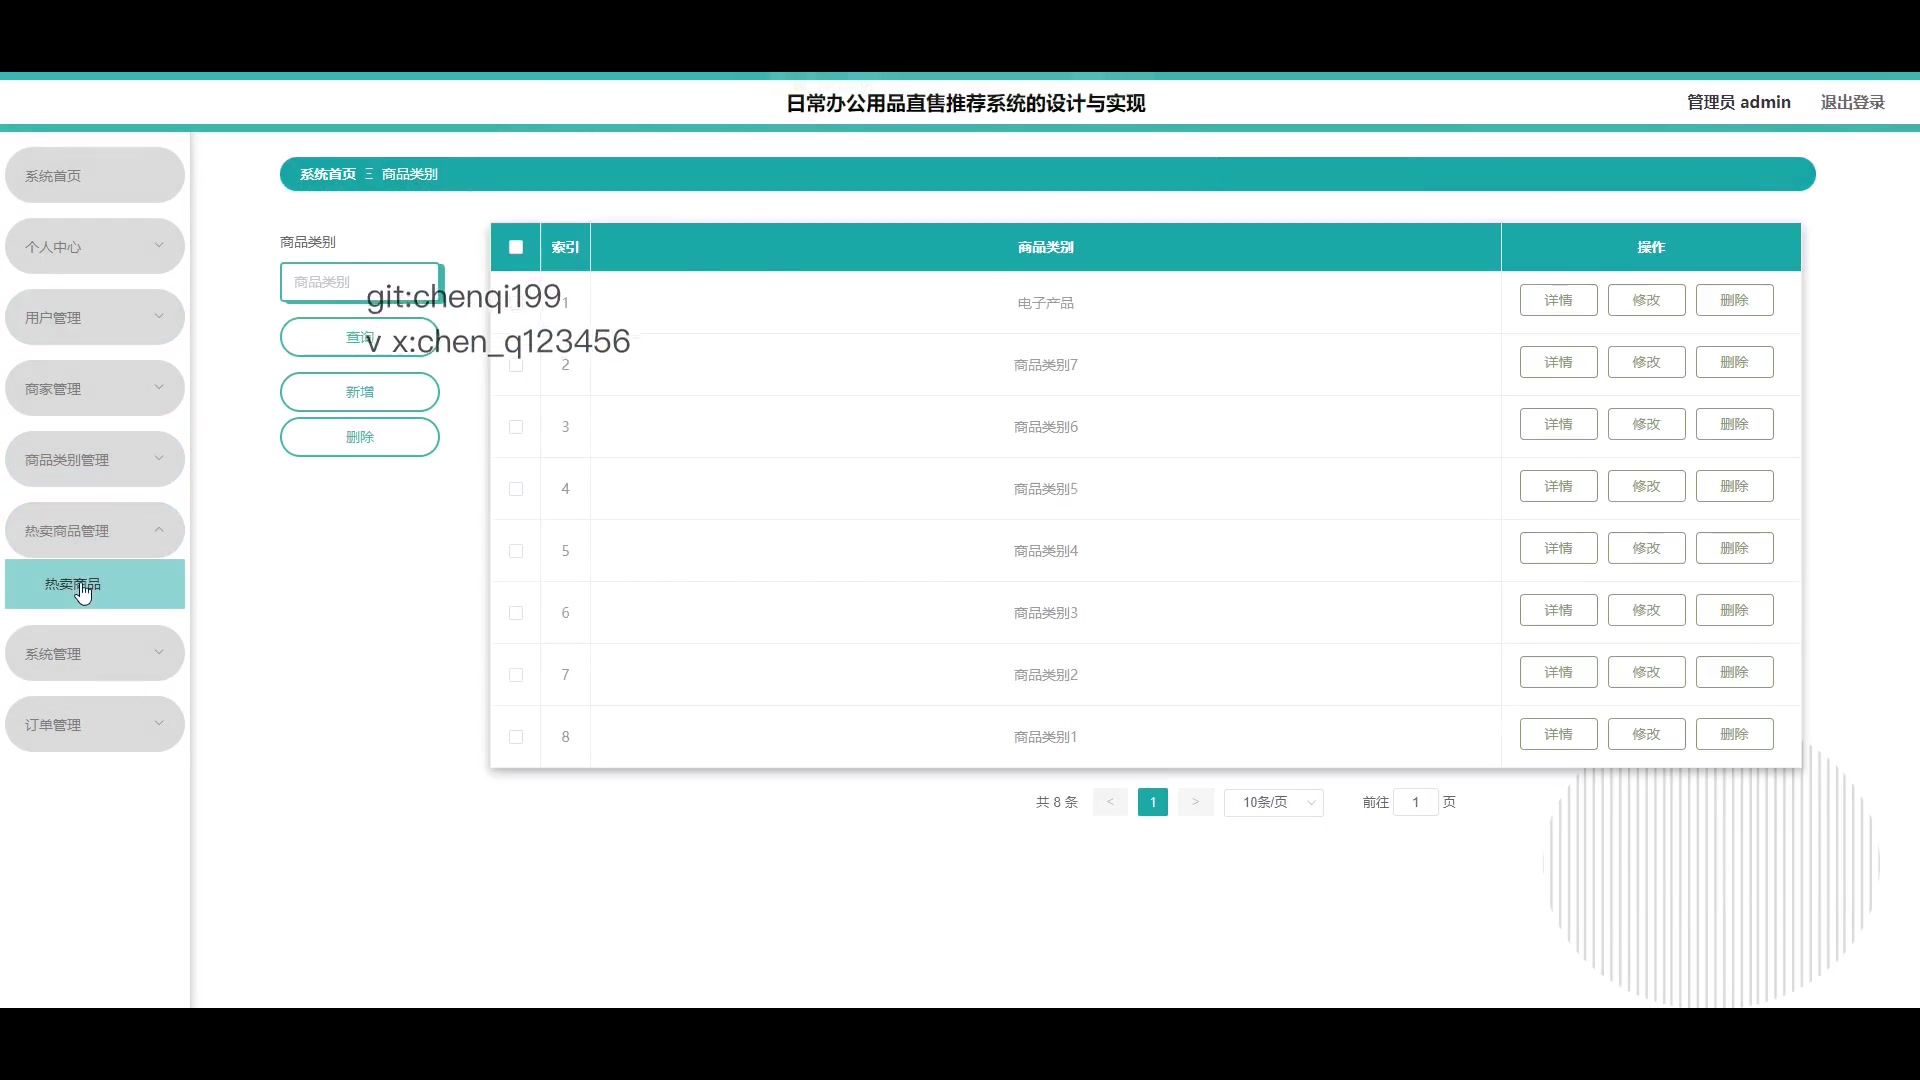 日常办公用品直售推荐系统的设计与实现
管理员 admin 退出登录
系统首页
个人中心
用户管理
商家管理
商品类别管理
热卖商品管理
热卖商品
系统管理
订单管理
系统首页 Ξ 商品类别
商品类别
商品类别
查询
新增
删除
git:chenqi199
v x:chen_q123456
索引 商品类别 操作
1 电子产品 详情 修改 删除
2 商品类别7 详情 修改 删除
3 商品类别6 详情 修改 删除
4 商品类别5 详情 修改 删除
5 商品类别4 详情 修改 删除
6 商品类别3 详情 修改 删除
7 商品类别2 详情 修改 删除
8 商品类别1 详情 修改 删除
共 8 条 < 1 > 10条/页 前往 1 页